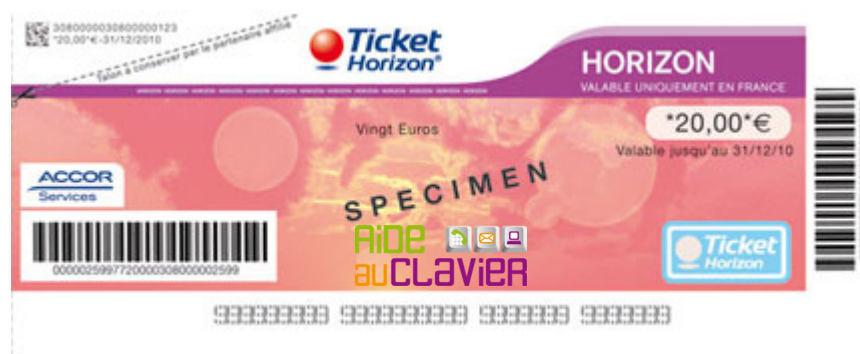 3080000030800000123
*20,00*€-31/12/2010
Talon à conserver par le partenaire affilié
Ticket
Horizon®
HORIZON
VALABLE UNIQUEMENT EN FRANCE
*20,00*€
Vingt Euros
Valable jusqu'au 31/12/10
SPECIMEN
ACCOR
Services
AiDE
auCLaViER
Ticket
Horizon
00000259977200003080000002599